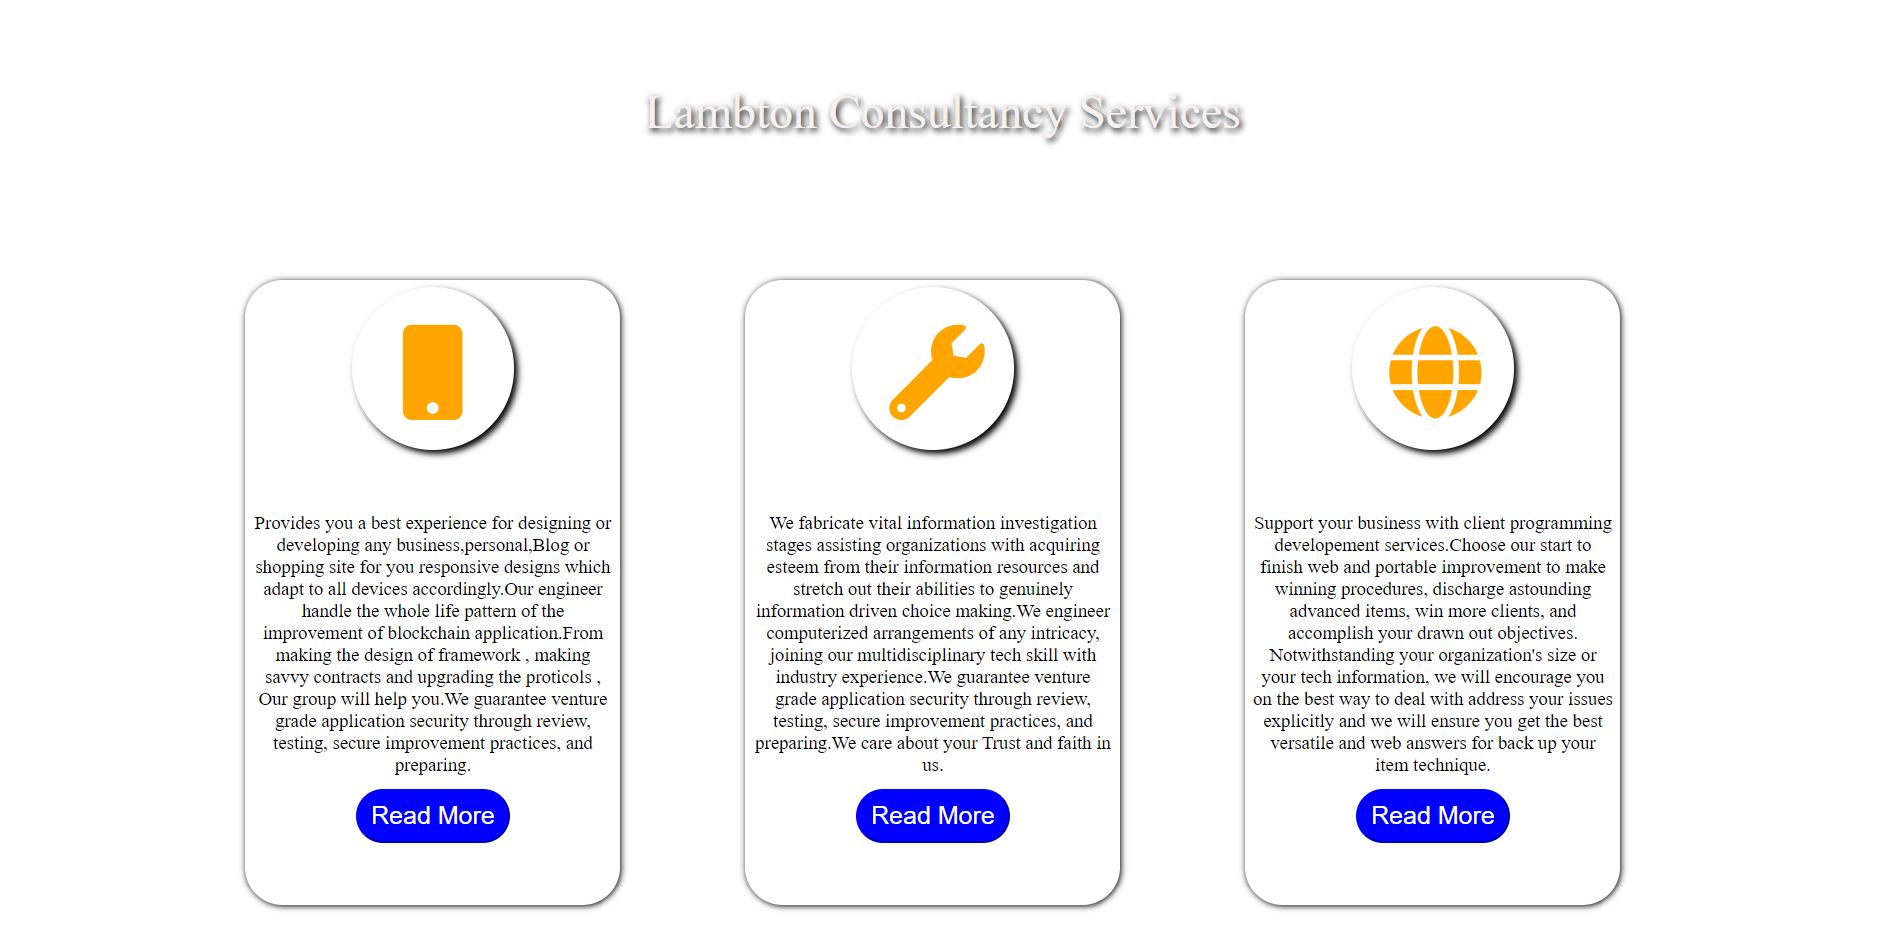 Lambton Consultancy Services
Provides you a best experience for designing or
developing any business,personal,Blog or
shopping site for you responsive designs which
adapt to all devices accordingly.Our engineer
handle the whole life pattern of the
improvement of blockchain application.From
making the design of framework , making
savvy contracts and upgrading the proticols ,
Our group will help you.We guarantee venture
grade application security through review,
testing, secure improvement practices, and
preparing.
Read More
We fabricate vital information investigation
stages assisting organizations with acquiring
esteem from their information resources and
stretch out their abilities to genuinely
information driven choice making.We engineer
computerized arrangements of any intricacy,
joining our multidisciplinary tech skill with
industry experience.We guarantee venture
grade application security through review,
testing, secure improvement practices, and
preparing.We care about your Trust and faith in
us.
Read More
Support your business with client programming
developement services.Choose our start to
finish web and portable improvement to make
winning procedures, discharge astounding
advanced items, win more clients, and
accomplish your drawn out objectives.
Notwithstanding your organization's size or
your tech information, we will encourage you
on the best way to deal with address your issues
explicitly and we will ensure you get the best
versatile and web answers for back up your
item technique.
Read More